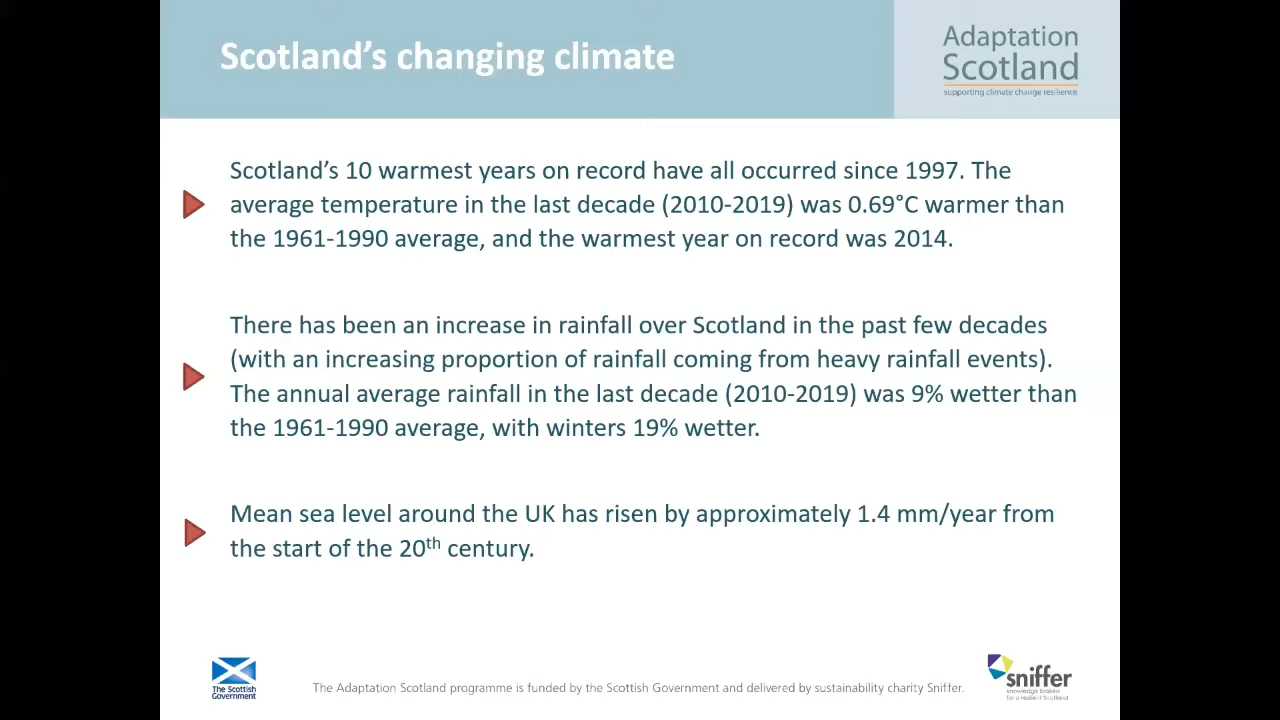 Scotland's changing climate
Adaptation
Scotland
supporting climate change resilience
Scotland's 10 warmest years on record have all occurred since 1997. The
average temperature in the last decade (2010-2019) was 0.69°C warmer than
the 1961-1990 average, and the warmest year on record was 2014.
There has been an increase in rainfall over Scotland in the past few decades
(with an increasing proportion of rainfall coming from heavy rainfall events).
The annual average rainfall in the last decade (2010-2019) was 9% wetter than
the 1961-1990 average, with winters 19% wetter.
Mean sea level around the UK has risen by approximately 1.4 mm/year from
the start of the 20th century.
The Scottish
Government
The Adaptation Scotland programme is funded by the Scottish Government and delivered by sustainability charity Sniffer.
sniffer
knowledge brokers
for a resilient Scotland